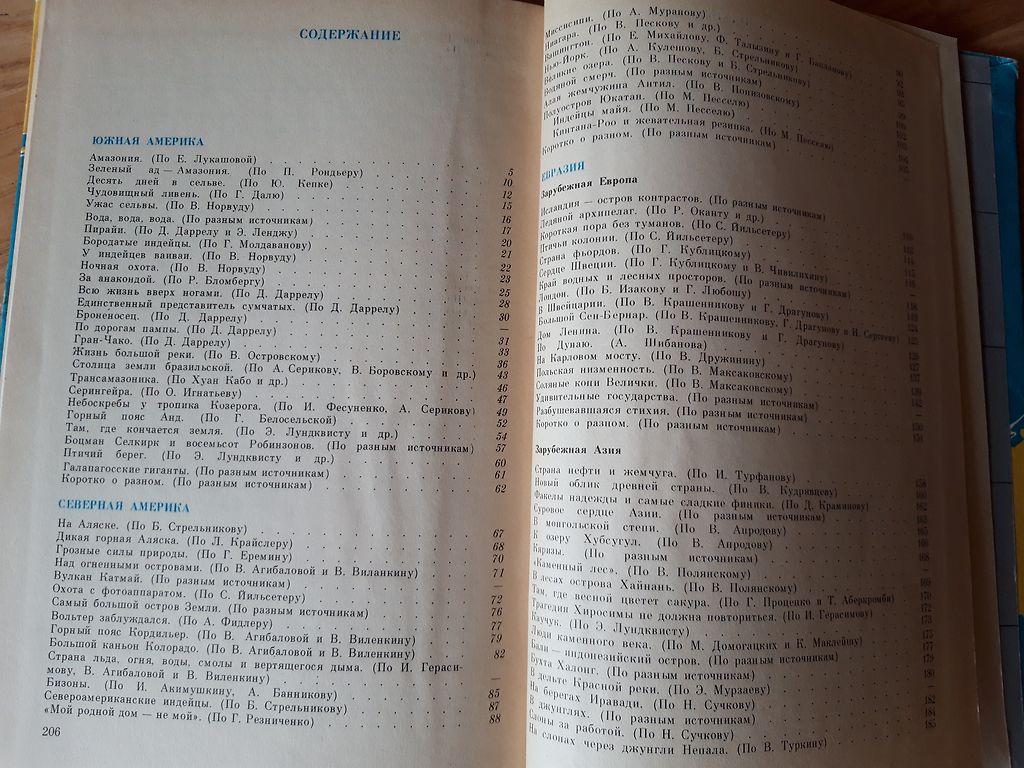 СОДЕРЖАНИЕ
ЮЖНАЯ АМЕРИКА
Амазония. (По Е. Лукашовой)
Зеленый ад — Амазония. (По П. Рондьеру) 5
Десять дней в сельве. (По Ю. Кепке) 10
Чудовищный ливень. (По Г. Далю) 12
Ужас сельвы. (По В. Норвуду) 15
Вода, вода, вода. (По разным источникам) 16
Пирайи. (По Д. Даррелу и Э. Ленджу) 17
Бородатые индейцы. (По Г. Молдаванову) 20
У индейцев ваиваи. (По В. Норвуду) 21
Ночная охота. (По В. Норвуду) 22
За анакондой. (По Р. Бломбергу) 23
Всю жизнь вверх ногами. (По Д. Даррелу) 25
Единственный представитель сумчатых. (По Д. Даррелу) 28
Броненосец. (По Д. Даррелу) 30
По дорогам пампы. (По Д. Даррелу) —
Гран-Чако. (По Д. Даррелу) 31
Жизнь большой реки. (По В. Островскому) 33
Столица земли бразильской. (По А. Серикову, В. Боровскому и др.) 36
Трансамазоника. (По Хуан Кабо и др.) 43
Серингейра. (По О. Игнатьеву) 46
Небоскребы у тропика Козерога. (По И. Фесуненко, А. Серикову) 47
Горный пояс Анд. (По Г. Белосельской) 49
Там, где кончается земля. (По Э. Лундквисту и др.) 52
Боцман Селкирк и восемьсот Робинзонов. (По разным источникам) 54
Птичий берег. (По Э. Лундквисту и др.) 57
Галапагосские гиганты. (По разным источникам) 60
Коротко о разном. (По разным источникам) 61
62
СЕВЕРНАЯ АМЕРИКА
На Аляске. (По Б. Стрельникову)
Дикая горная Аляска. (По Л. Крайслеру) 67
Грозные силы природы. (По Г. Еремину) 68
Над огненными островами. (По В. Агибаловой и В. Виланкину) 70
Вулкан Катмай. (По разным источникам) 71
Охота с фотоаппаратом. (По С. Йильсетеру) —
Самый большой остров Земли. (По разным источникам) 72
Вольтер заблуждался. (По А. Фидлеру) 76
Горный пояс Кордильер. (По В. Агибаловой и В. Виленкину) 77
Большой каньон Колорадо. (По В. Агибаловой и В. Виленкину) 79
Страна льда, огня, воды, смолы и вертящегося дыма. (По И. Гераси- 82
мову, В. Агибаловой и В. Виленкину)
Бизоны. (По И. Акимушкину, А. Банникову) —
Североамериканские индейцы. (По Б. Стрельникову) 85
«Мой родной дом — не мой». (По Г. Резниченко) 87
88
206
Миссисипи. (По А. Муранову)
Ниагара. (По В. Пескову и др.)
Вашингтон. (По Е. Михайлову, Ф. Талызину и Г.
Нью-Йорк. (По А. Кулешову, Б. Стрельникову)
Великие озера. (По В. Пескову и Б. Стрельникову)
Водяной смерч. (По разным источникам)
Алая жемчужина Антил. (По В. Понизовскому)
Полуостров Юкатан. (По М. Песселю)
Индейцы майя. (По М. Песселю)
Кинтана-Роо и жевательная резинка. (По М. Песселю)
Коротко о разном. (По разным источникам)
ЕВРАЗИЯ
Зарубежная Европа
Исландия — остров контрастов. (По разным источникам)
Ледяной архипелаг. (По Р. Оканту и др.)
Короткая пора без туманов. (По С. Йильсетеру)
Птичьи колонии. (По С. Йильсетеру)
Страна фьордов. (По Г. Кублицкому)
Сердце Швеции. (По Г. Кублицкому и В. Чивилихину)
Край водных и лесных просторов. (По разным источникам)
Лондон. (По Б. Изакову и Г. Любошу)
В Швейцарии. (По В. Крашенникову и Г. Драгунову)
Большой Сен-Бернар. (По В. Крашенникову, Г. Драгунову и И. Сергееву)
Дом Ленина. (По В. Крашенникову и Г. Драгунову)
По Дунаю. (А. Шибанова)
На Карловом мосту. (По В. Дружинину)
Польская низменность. (По В. Максаковскому)
Соляные копи Велички. (По В. Максаковскому)
Удивительные государства. (По разным источникам)
Разбушевавшаяся стихия. (По разным источникам)
Коротко о разном. (По разным источникам)
Зарубежная Азия
Страна нефти и жемчуга. (По И. Турфанову)
Новый облик древней страны. (По В. Кудрявцеву)
Факелы надежды и самые сладкие финики. (По Д. Краминову)
Суровое сердце Азии. (По разным источникам)
В монгольской степи. (По В. Апродову)
К озеру Хубсугул. (По В. Апродову)
Каризы. (По разным источникам)
«Каменный лес». (По В. Полянскому)
В лесах острова Хайнань. (По В. Полянскому)
Там, где весной цветет сакура. (По Г. Проценко и Т. Аберкромби)
Трагедия Хиросимы не должна повториться. (По И. Герасимову)
Каучук. (По Э. Лундквисту)
Люди каменного века. (По М. Домогацких и К. Маклейну)
Бали — индонезийский остров. (По разным источникам)
Бухта Халонг. (По разным источникам)
В дельте Красной реки. (По Э. Мурзаеву)
На берегах Иравади. (По Н. Сучкову)
В джунглях. (По разным источникам)
Слоны за работой. (По Н. Сучкову)
На слонах через джунгли Непала. (По В. Туркину)